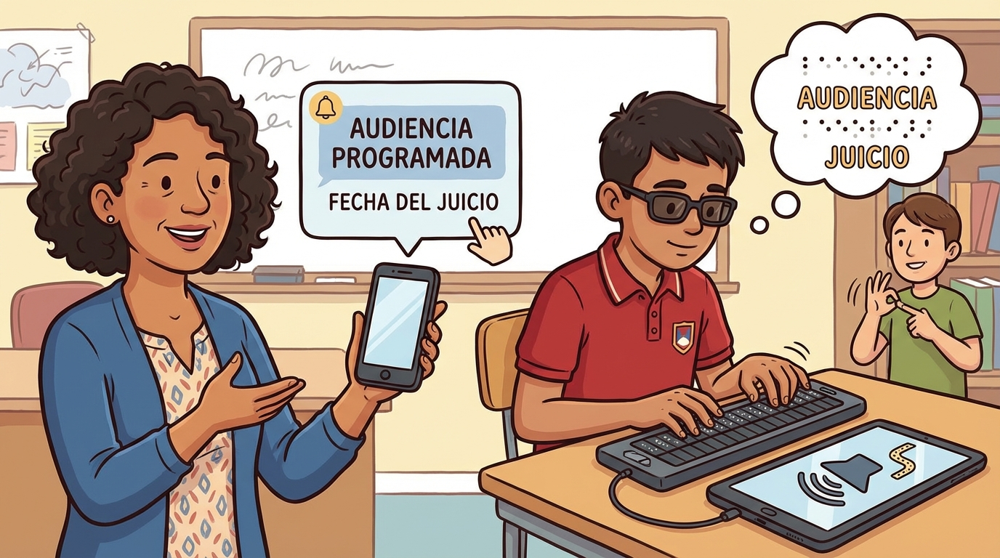 AUDIENCIA
PROGRAMADA
FECHA DEL JUICIO
AUDIENCIA
JUICIO